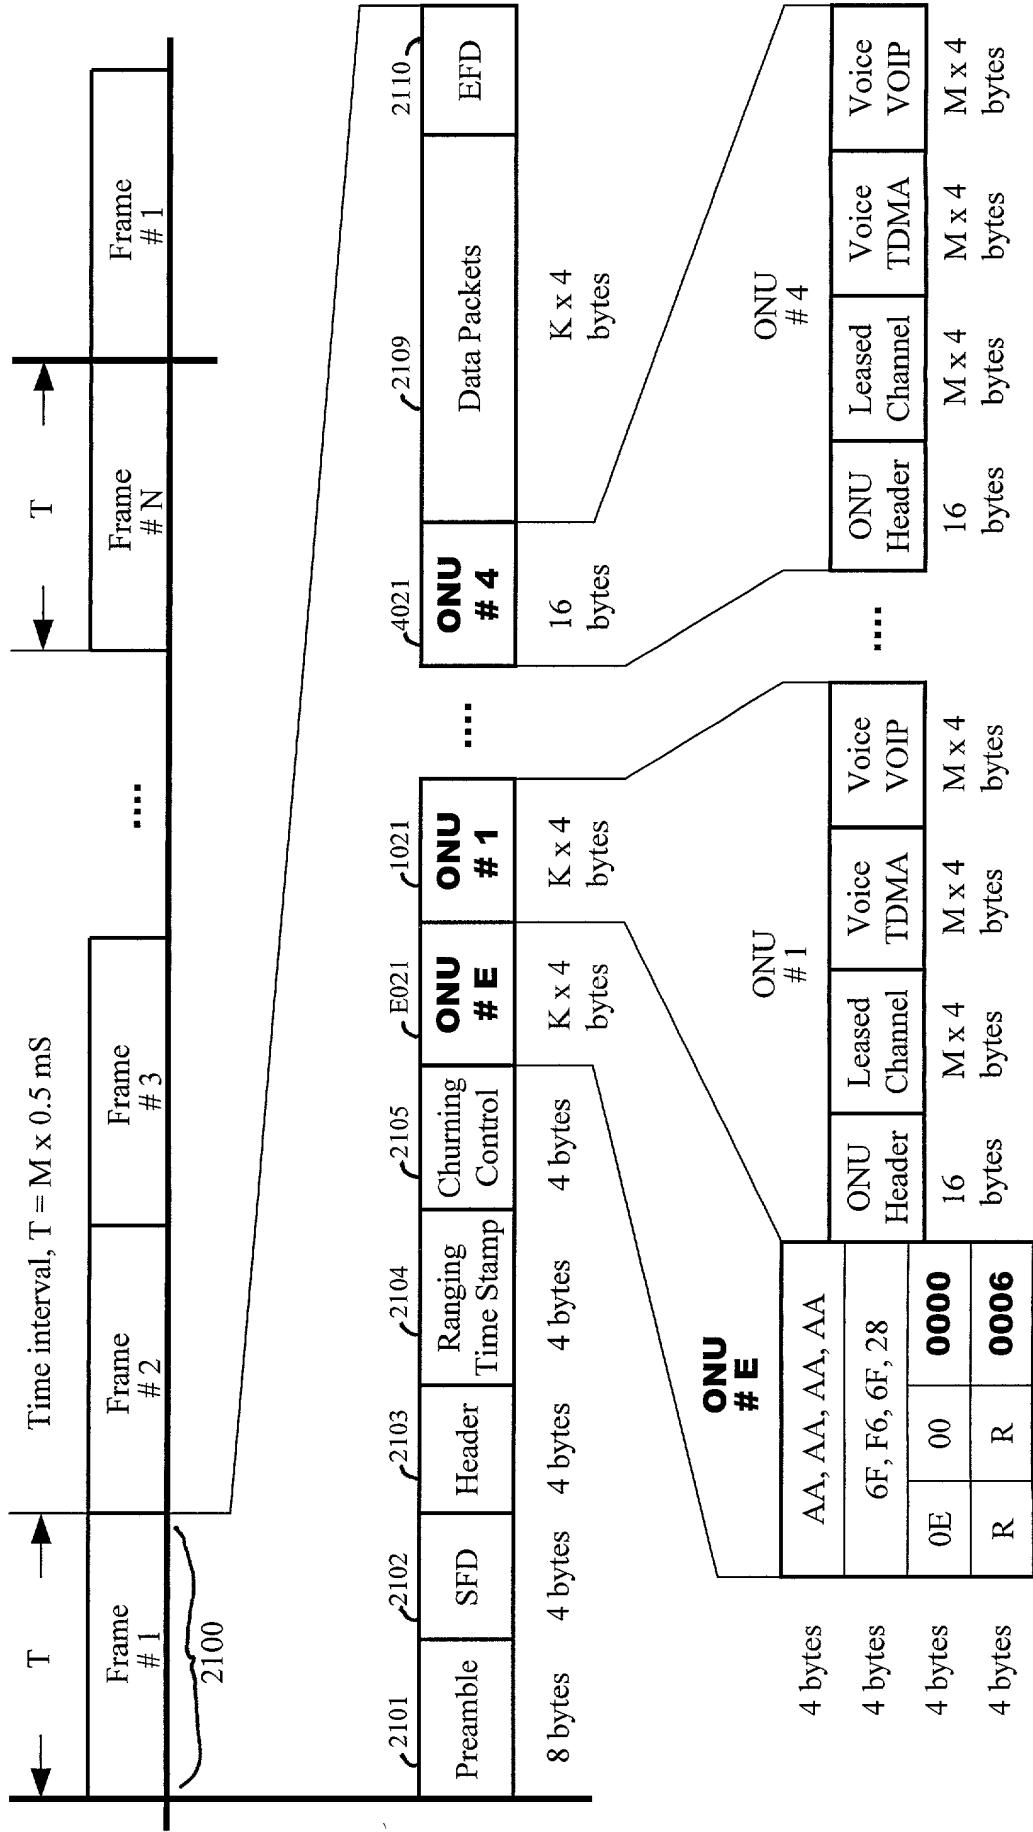 Time interval, T = M x 0.5 mS
T
T
Frame
# 1
Frame
# 2
Frame
# 3
....
Frame
# N
Frame
# 1
2100
2101
2102
2103
2104
2105
E021
1021
4021
2109
2110
Preamble
SFD
Header
Ranging
Time Stamp
Churning
Control
ONU
# E
ONU
# 1
....
ONU
# 4
Data Packets
EFD
8 bytes
4 bytes
4 bytes
4 bytes
4 bytes
K x 4
bytes
K x 4
bytes
16
bytes
K x 4
bytes
ONU
# E
ONU
# 1
ONU
# 4
4 bytes
AA, AA, AA, AA
4 bytes
6F, F6, 6F, 28
4 bytes
0E
00
0000
4 bytes
R
R
0006
ONU
Header
Leased
Channel
Voice
TDMA
Voice
VOIP
....
ONU
Header
Leased
Channel
Voice
TDMA
Voice
VOIP
16
bytes
M x 4
bytes
M x 4
bytes
M x 4
bytes
16
bytes
M x 4
bytes
M x 4
bytes
M x 4
bytes